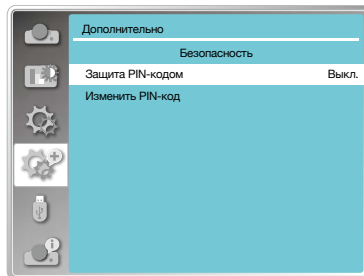 Дополнительно
Безопасность
Защита PIN-кодом Выкл.
Изменить PIN-код